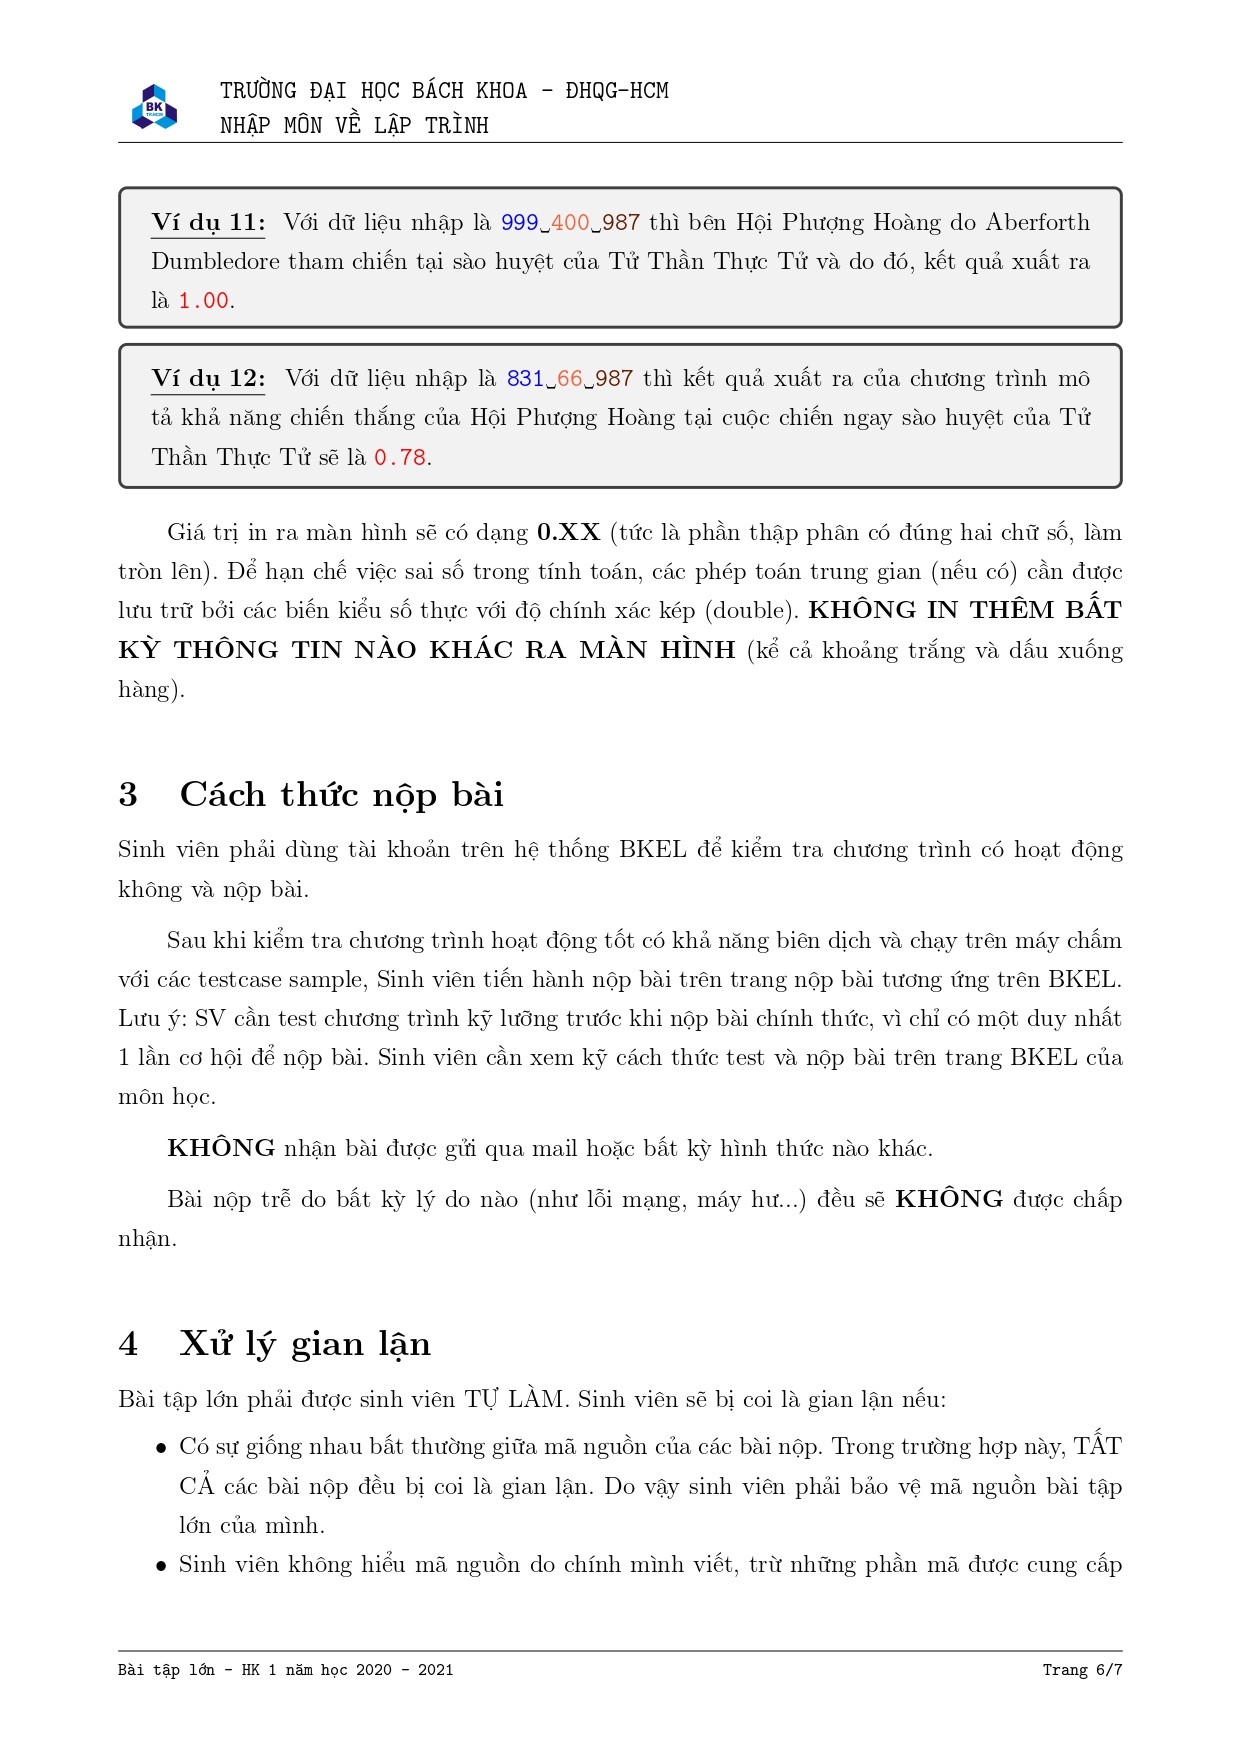 BK
TP.HCM
TRƯỜNG ĐẠI HỌC BÁCH KHOA - ĐHQG-HCM
NHẬP MÔN VỀ LẬP TRÌNH
Ví dụ 11: Với dữ liệu nhập là 999␣400␣987 thì bên Hội Phượng Hoàng do Aberforth
Dumbledore tham chiến tại sào huyệt của Tử Thần Thực Tử và do đó, kết quả xuất ra
là 1.00.
Ví dụ 12: Với dữ liệu nhập là 831␣66␣987 thì kết quả xuất ra của chương trình mô
tả khả năng chiến thắng của Hội Phượng Hoàng tại cuộc chiến ngay sào huyệt của Tử
Thần Thực Tử sẽ là 0.78.
Giá trị in ra màn hình sẽ có dạng 0.XX (tức là phần thập phân có đúng hai chữ số, làm
tròn lên). Để hạn chế việc sai số trong tính toán, các phép toán trung gian (nếu có) cần được
lưu trữ bởi các biến kiểu số thực với độ chính xác kép (double). KHÔNG IN THÊM BẤT
KỲ THÔNG TIN NÀO KHÁC RA MÀN HÌNH (kể cả khoảng trắng và dấu xuống
hàng).
3 Cách thức nộp bài
Sinh viên phải dùng tài khoản trên hệ thống BKEL để kiểm tra chương trình có hoạt động
không và nộp bài.
Sau khi kiểm tra chương trình hoạt động tốt có khả năng biên dịch và chạy trên máy chấm
với các testcase sample, Sinh viên tiến hành nộp bài trên trang nộp bài tương ứng trên BKEL.
Lưu ý: SV cần test chương trình kỹ lưỡng trước khi nộp bài chính thức, vì chỉ có một duy nhất
1 lần cơ hội để nộp bài. Sinh viên cần xem kỹ cách thức test và nộp bài trên trang BKEL của
môn học.
KHÔNG nhận bài được gửi qua mail hoặc bất kỳ hình thức nào khác.
Bài nộp trễ do bất kỳ lý do nào (như lỗi mạng, máy hư...) đều sẽ KHÔNG được chấp
nhận.
4 Xử lý gian lận
Bài tập lớn phải được sinh viên TỰ LÀM. Sinh viên sẽ bị coi là gian lận nếu:
• Có sự giống nhau bất thường giữa mã nguồn của các bài nộp. Trong trường hợp này, TẤT
CẢ các bài nộp đều bị coi là gian lận. Do vậy sinh viên phải bảo vệ mã nguồn bài tập
lớn của mình.
• Sinh viên không hiểu mã nguồn do chính mình viết, trừ những phần mã được cung cấp
Bài tập lớn - HK 1 năm học 2020 - 2021
Trang 6/7